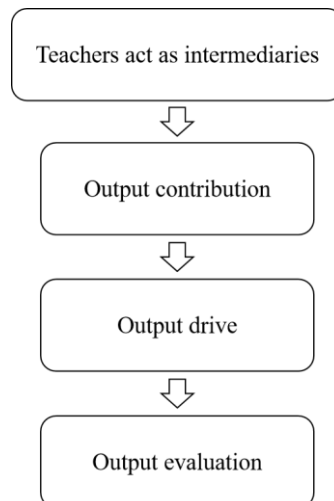 Teachers act as intermediaries
Output contribution
Output drive
Output evaluation